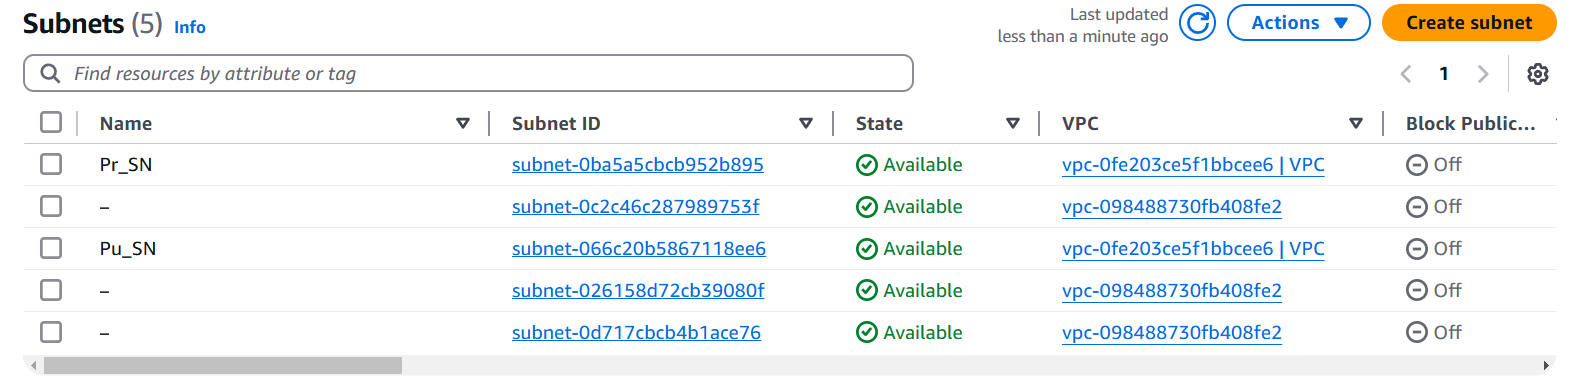 Subnets (5) Info
Last updated
less than a minute ago
Actions
Create subnet
Find resources by attribute or tag
1
Name Subnet ID State VPC Block Public...
Pr_SN subnet-0ba5a5cbcb952b895 Available vpc-0fe203ce5f1bbcee6 | VPC Off
– subnet-0c2c46c287989753f Available vpc-098488730fb408fe2 Off
Pu_SN subnet-066c20b5867118ee6 Available vpc-0fe203ce5f1bbcee6 | VPC Off
– subnet-026158d72cb39080f Available vpc-098488730fb408fe2 Off
– subnet-0d717cbcb4b1ace76 Available vpc-098488730fb408fe2 Off